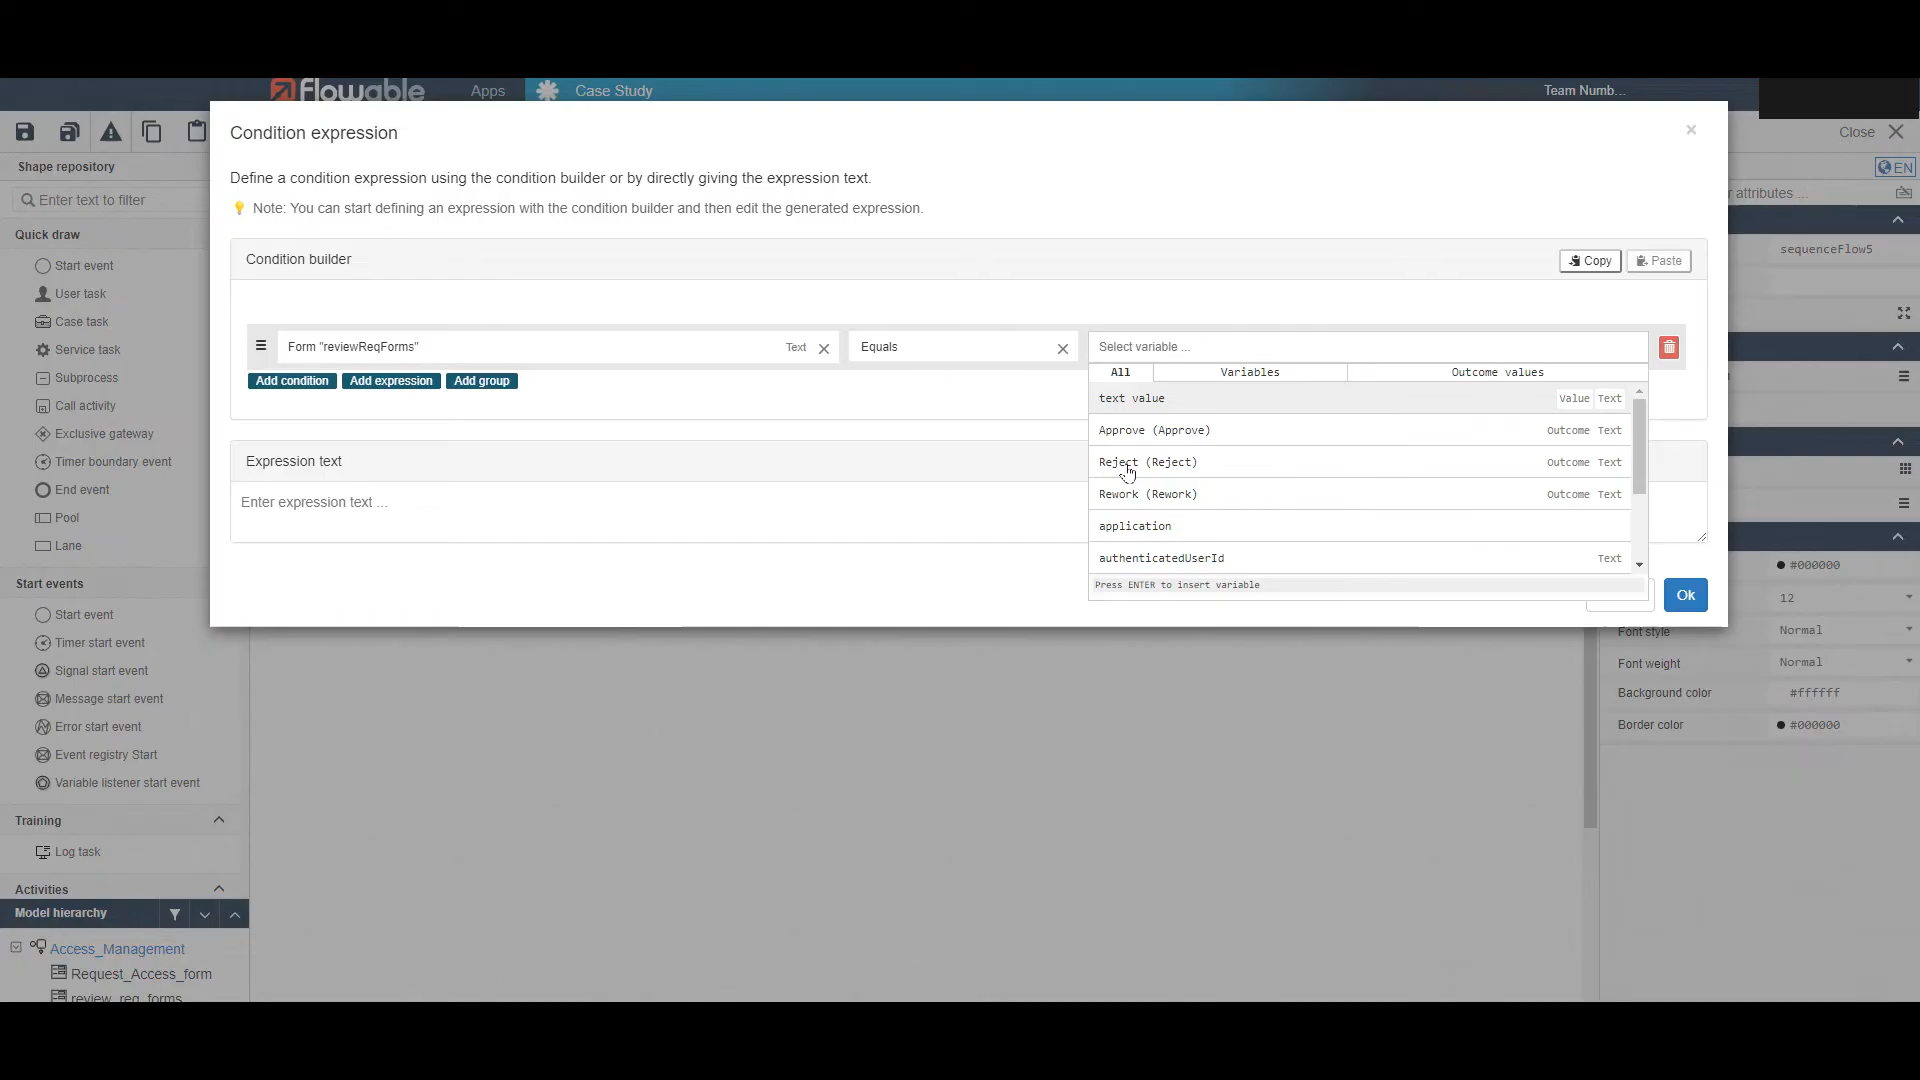 flowable
Apps
Case Study
Team Numb...
Close
Shape repository
EN
Enter text to filter
r attributes ...
Quick draw
Start event
User task
Case task
Service task
Subprocess
Call activity
Exclusive gateway
Timer boundary event
End event
Pool
Lane
Start events
Start event
Timer start event
Signal start event
Message start event
Error start event
Event registry Start
Variable listener start event
Training
Log task
Activities
Model hierarchy
Access_Management
Request_Access_form
review_req_forms
Condition expression
×
Define a condition expression using the condition builder or by directly giving the expression text.
Note: You can start defining an expression with the condition builder and then edit the generated expression.
Condition builder
Copy
Paste
Form "reviewReqForms"
Text
Equals
Select variable ...
Add condition
Add expression
Add group
All
Variables
Outcome values
text value Value Text
Approve (Approve) Outcome Text
Reject (Reject) Outcome Text
Rework (Rework) Outcome Text
application
authenticatedUserId Text
Press ENTER to insert variable
Expression text
Enter expression text ...
Ok
sequenceFlow5
#000000
12
Font style Normal
Font weight Normal
Background color #ffffff
Border color #000000